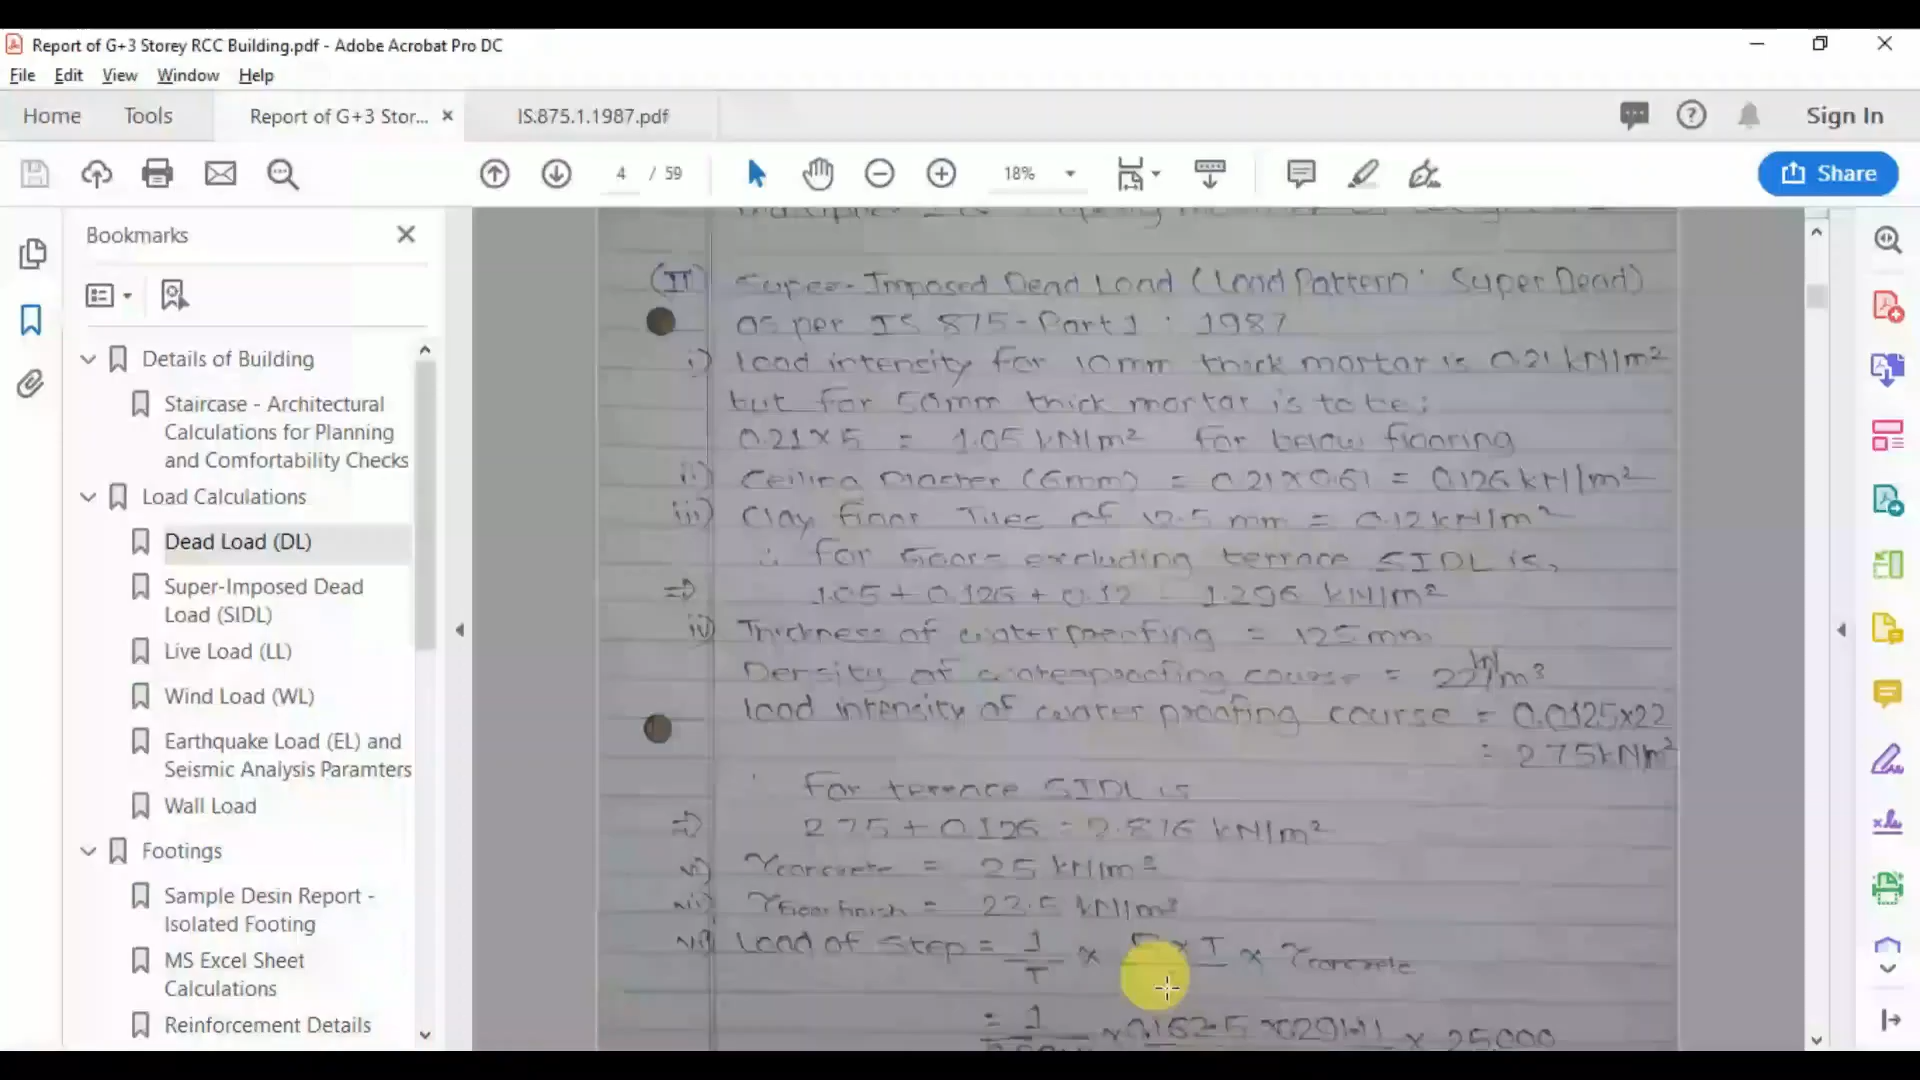 Report of G+3 Storey RCC Building.pdf - Adobe Acrobat Pro DC
File Edit View Window Help
Home Tools Report of G+3 Stor... × IS.875.1.1987.pdf Sign In
4 / 59 18% Share
Bookmarks
Details of Building
Staircase - Architectural
Calculations for Planning
and Comfortability Checks
Load Calculations
Dead Load (DL)
Super-Imposed Dead
Load (SIDL)
Live Load (LL)
Wind Load (WL)
Earthquake Load (EL) and
Seismic Analysis Paramters
Wall Load
Footings
Sample Desin Report -
Isolated Footing
MS Excel Sheet
Calculations
Reinforcement Details
(II) Super-Imposed Dead Load (Load Pattern: Super Dead)
as per IS 875-Part 1 : 1987
i) load intensity for 10mm thick mortar is 0.21 kN/m²
but for 50mm thick mortar is to be:
0.21x5 = 1.05 kN/m² for below flooring
ii) Ceiling Plaster (6mm) = 0.21x0.61 = 0.126 kN/m²
iii) Clay floor Tiles of 12.5 mm = 0.12 kN/m²
∴ for floors excluding terrace SIDL is,
⇒ 1.05 + 0.126 + 0.12 = 1.296 kN/m²
iv) Thickness of waterproofing = 125 mm
Density of waterproofing course = 22 kN/m³
load intensity of water proofing course = 0.0125x22
= 2.75 kN/m²
For terrace SIDL is
⇒ 2.75 + 0.126 = 2.876 kN/m²
v) γconcrete = 25 kN/m³
γfloor finish = 22.5 kN/m³
Load of step = 1/T × × T × γconcrete
= 1 × 25000